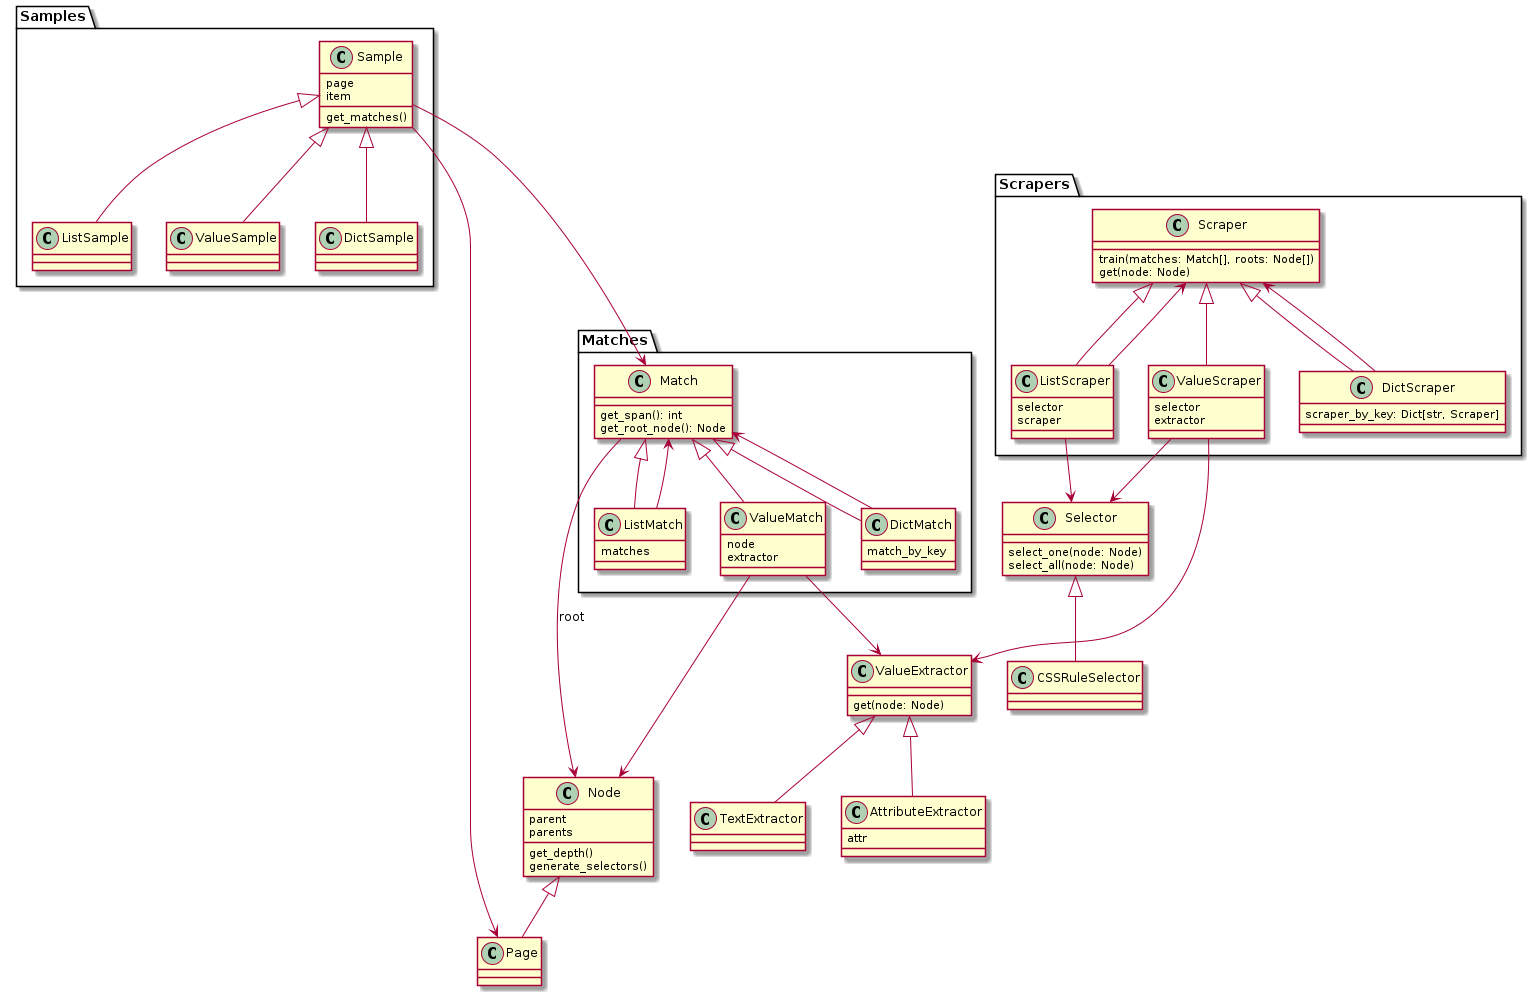 Samples
C Sample
page
item
get_matches()
C ListSample
C ValueSample
C DictSample
Scrapers
C Scraper
train(matches: Match[], roots: Node[])
get(node: Node)
C ListScraper
selector
scraper
C ValueScraper
selector
extractor
C DictScraper
scraper_by_key: Dict[str, Scraper]
Matches
C Match
get_span(): int
get_root_node(): Node
C ListMatch
matches
C ValueMatch
node
extractor
C DictMatch
match_by_key
C Selector
select_one(node: Node)
select_all(node: Node)
root
C ValueExtractor
get(node: Node)
C CSSRuleSelector
C Node
parent
parents
get_depth()
generate_selectors()
C TextExtractor
C AttributeExtractor
attr
C Page